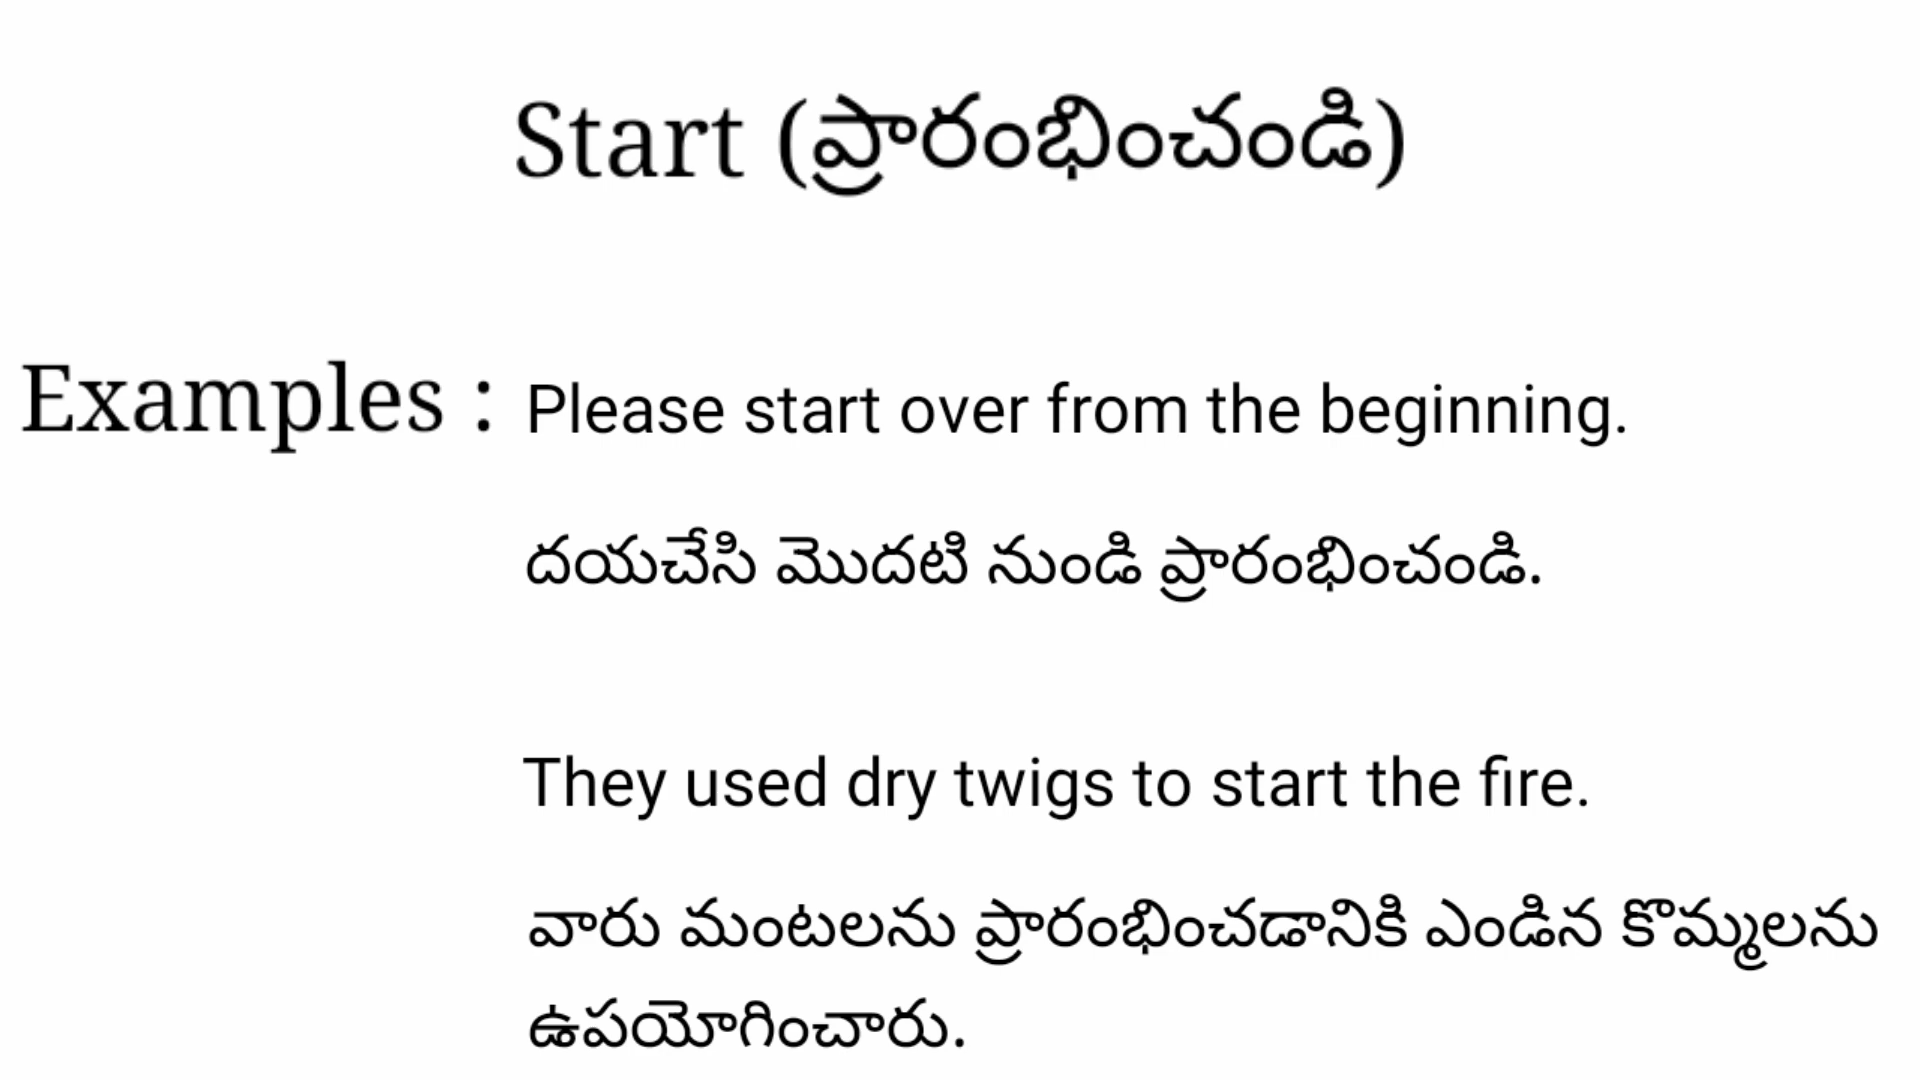 Start (ప్రారంభించండి)
Examples : Please start over from the beginning.
దయచేసి మొదటి నుండి ప్రారంభించండి.
They used dry twigs to start the fire.
వారు మంటలను ప్రారంభించడానికి ఎండిన కొమ్మలను
ఉపయోగించారు.